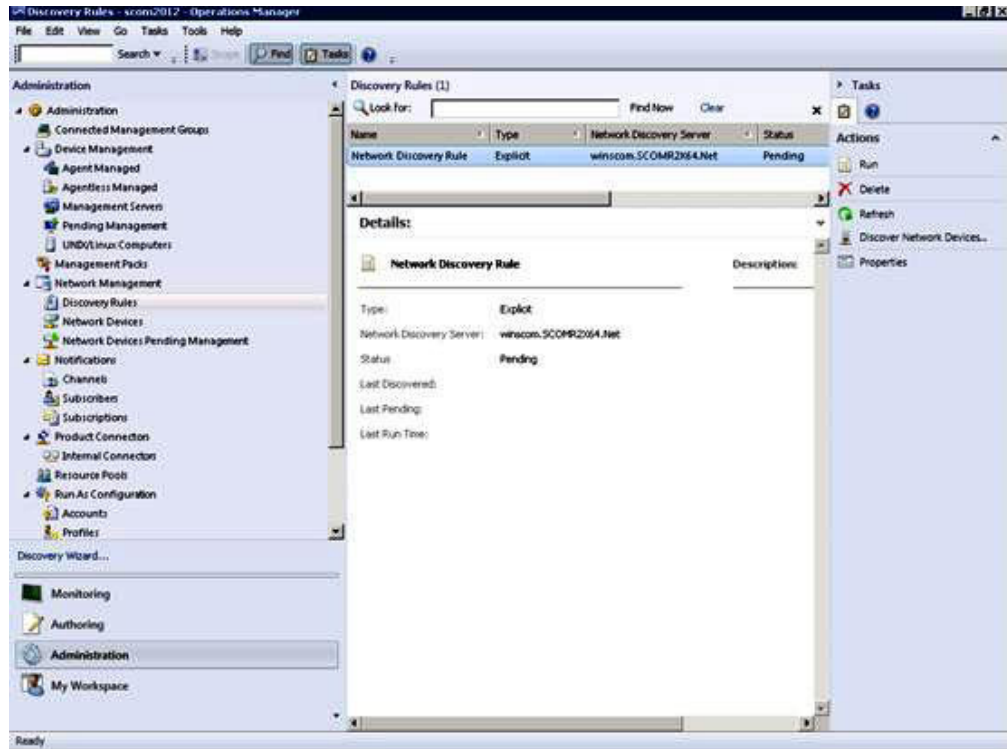 Discovery Rules - scom2012 - Operations Manager
File Edit View Go Tasks Tools Help
Search Scope Find Tasks
Administration
Administration
Connected Management Groups
Device Management
Agent Managed
Agentless Managed
Management Servers
Pending Management
UNIX/Linux Computers
Management Packs
Network Management
Discovery Rules
Network Devices
Network Devices Pending Management
Notifications
Channels
Subscribers
Subscriptions
Product Connectors
Internal Connectors
Resource Pools
Run As Configuration
Accounts
Profiles
Discovery Wizard...
Monitoring
Authoring
Administration
My Workspace
Ready
Discovery Rules (1)
Look for: Find Now Clear
Name Type Network Discovery Server Status
Network Discovery Rule Explicit winscom.SCOMR2X64.Net Pending
Details:
Network Discovery Rule Description:
Type: Explicit
Network Discovery Server: winscom.SCOMR2X64.Net
Status Pending
Last Discovered:
Last Pending:
Last Run Time:
Tasks
Actions
Run
Delete
Refresh
Discover Network Devices...
Properties